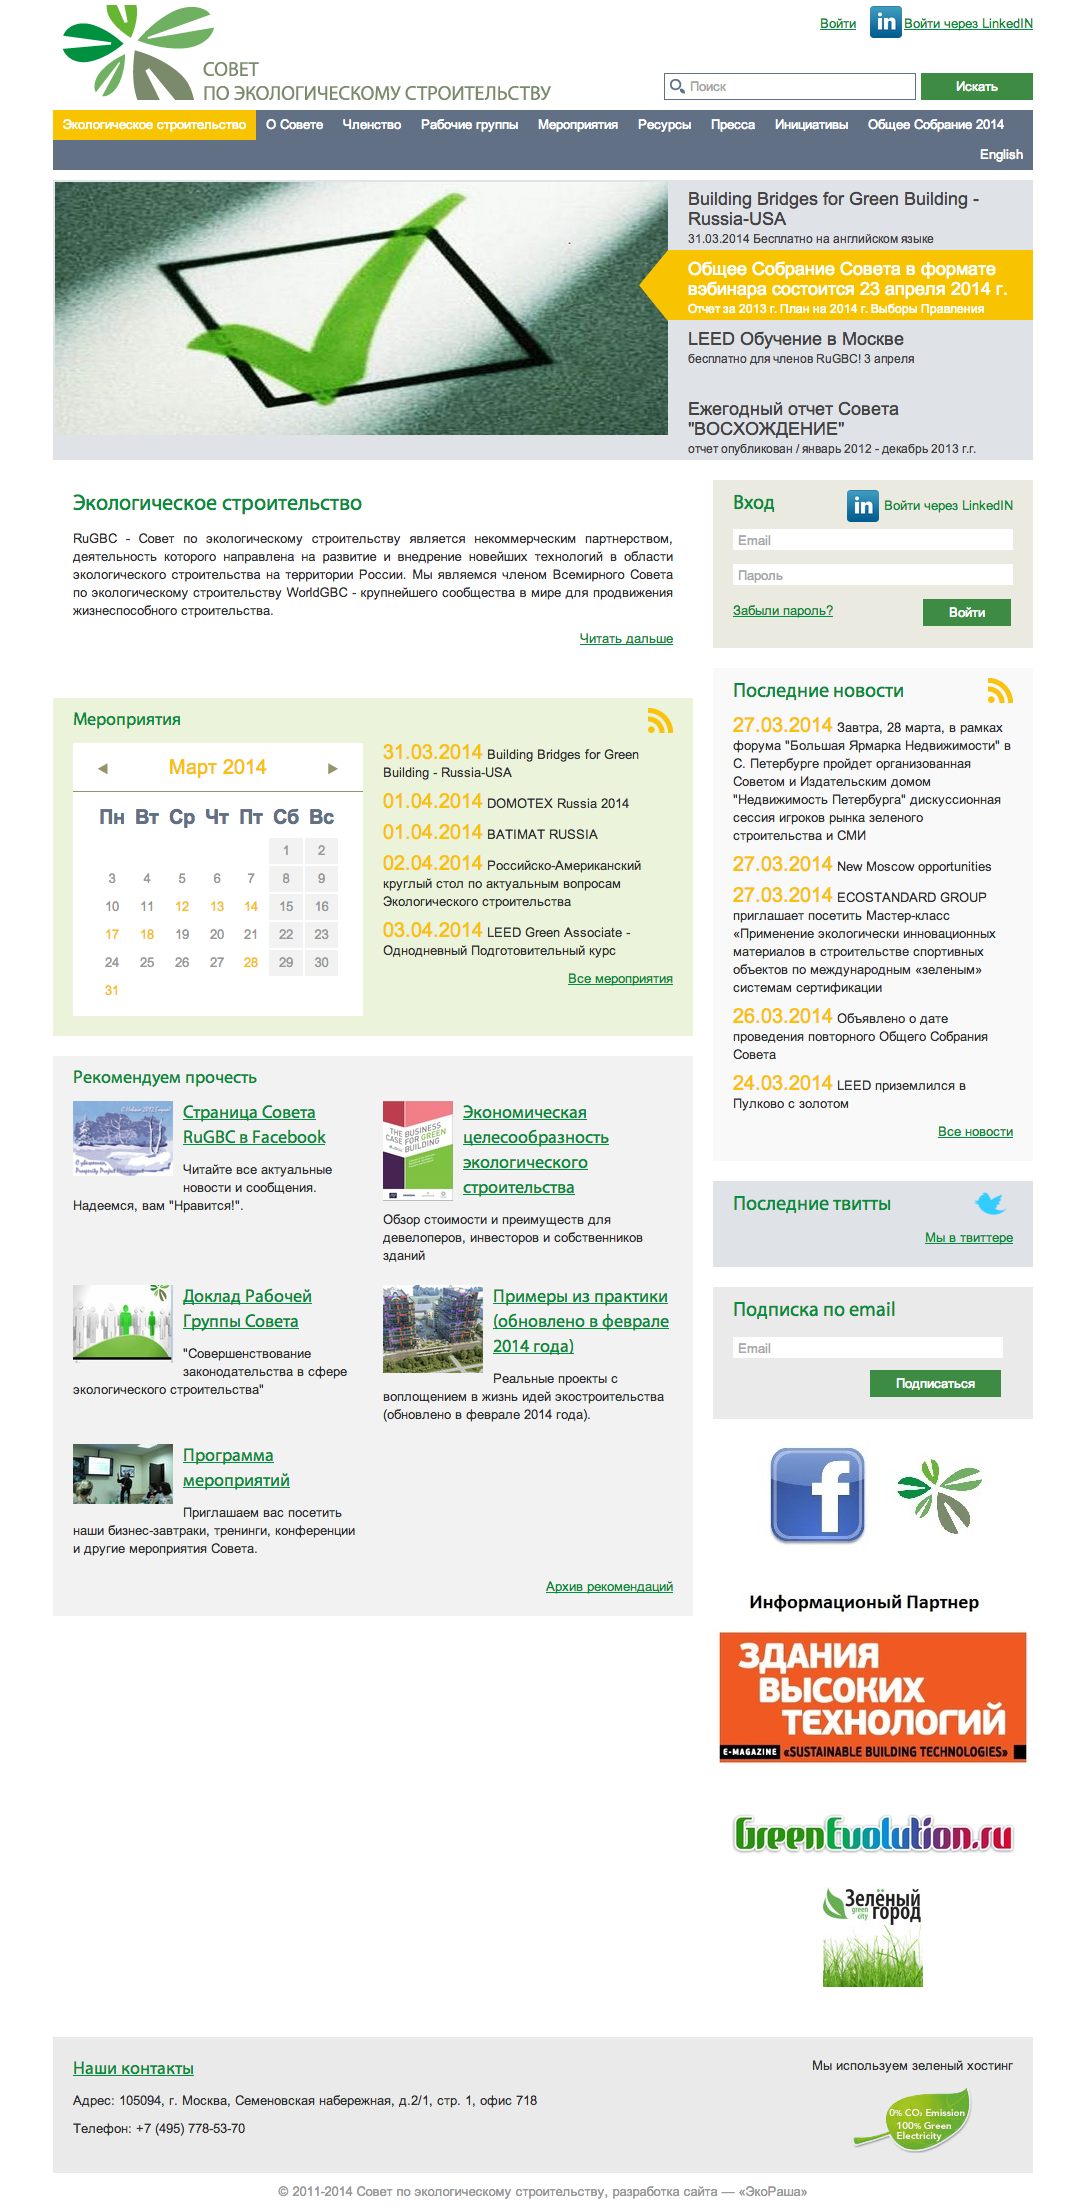 Войти
Войти через LinkedIN
СОВЕТ
ПО ЭКОЛОГИЧЕСКОМУ СТРОИТЕЛЬСТВУ
Поиск
Искать
Экологическое строительство О Совете Членство Рабочие группы Мероприятия Ресурсы Пресса Инициативы Общее Собрание 2014
English
Building Bridges for Green Building -
Russia-USA
31.03.2014 Бесплатно на английском языке
Общее Собрание Совета в формате
вэбинара состоится 23 апреля 2014 г.
Отчет за 2013 г. План на 2014 г. Выборы Правления
LEED Обучение в Москве
бесплатно для членов RuGBC! 3 апреля
Ежегодный отчет Совета
"ВОСХОЖДЕНИЕ"
отчет опубликован / январь 2012 - декабрь 2013 г.г.
Экологическое строительство
RuGBC - Совет по экологическому строительству является некоммерческим партнерством,
деятельность которого направлена на развитие и внедрение новейших технологий в области
экологического строительства на территории России. Мы являемся членом Всемирного Совета
по экологическому строительству WorldGBC - крупнейшего сообщества в мире для продвижения
жизнеспособного строительства.
Читать дальше
Вход
Войти через LinkedIN
Email
Пароль
Забыли пароль?
Войти
Мероприятия
Март 2014
Пн Вт Ср Чт Пт Сб Вс
1 2
3 4 5 6 7 8 9
10 11 12 13 14 15 16
17 18 19 20 21 22 23
24 25 26 27 28 29 30
31
31.03.2014 Building Bridges for Green
Building - Russia-USA
01.04.2014 DOMOTEX Russia 2014
01.04.2014 BATIMAT RUSSIA
02.04.2014 Российско-Американский
круглый стол по актуальным вопросам
Экологического строительства
03.04.2014 LEED Green Associate -
Однодневный Подготовительный курс
Все мероприятия
Последние новости
27.03.2014 Завтра, 28 марта, в рамках
форума "Большая Ярмарка Недвижимости" в
С. Петербурге пройдет организованная
Советом и Издательским домом
"Недвижимость Петербурга" дискуссионная
сессия игроков рынка зеленого
строительства и СМИ
27.03.2014 New Moscow opportunities
27.03.2014 ECOSTANDARD GROUP
приглашает посетить Мастер-класс
«Применение экологически инновационных
материалов в строительстве спортивных
объектов по международным «зеленым»
системам сертификации
26.03.2014 Объявлено о дате
проведения повторного Общего Собрания
Совета
24.03.2014 LEED приземлился в
Пулково с золотом
Все новости
Рекомендуем прочесть
Страница Совета
RuGBC в Facebook
Читайте все актуальные
новости и сообщения.
Надеемся, вам "Нравится!".
THE BUSINESS
CASE FOR GREEN
BUILDING
Экономическая
целесообразность
экологического
строительства
Обзор стоимости и преимуществ для
девелоперов, инвесторов и собственников
зданий
Доклад Рабочей
Группы Совета
"Совершенствование
законодательства в сфере
экологического строительства"
Примеры из практики
(обновлено в феврале
2014 года)
Реальные проекты с
воплощением в жизнь идей экостроительства
(обновлено в феврале 2014 года).
Программа
мероприятий
Приглашаем вас посетить
наши бизнес-завтраки, тренинги, конференции
и другие мероприятия Совета.
Архив рекомендаций
Последние твитты
Мы в твиттере
Подписка по email
Email
Подписаться
f
Информационый Партнер
ЗДАНИЯ
ВЫСОКИХ
ТЕХНОЛОГИЙ
E-MAGAZINE «SUSTAINABLE BUILDING TECHNOLOGIES»
GreenEvolution.ru
Зелёный
green city город
Наши контакты
Адрес: 105094, г. Москва, Семеновская набережная, д.2/1, стр. 1, офис 718
Телефон: +7 (495) 778-53-70
Мы используем зеленый хостинг
0% CO₂ Emission
100% Green
Electricity
© 2011-2014 Совет по экологическому строительству, разработка сайта — «ЭкоРаша»